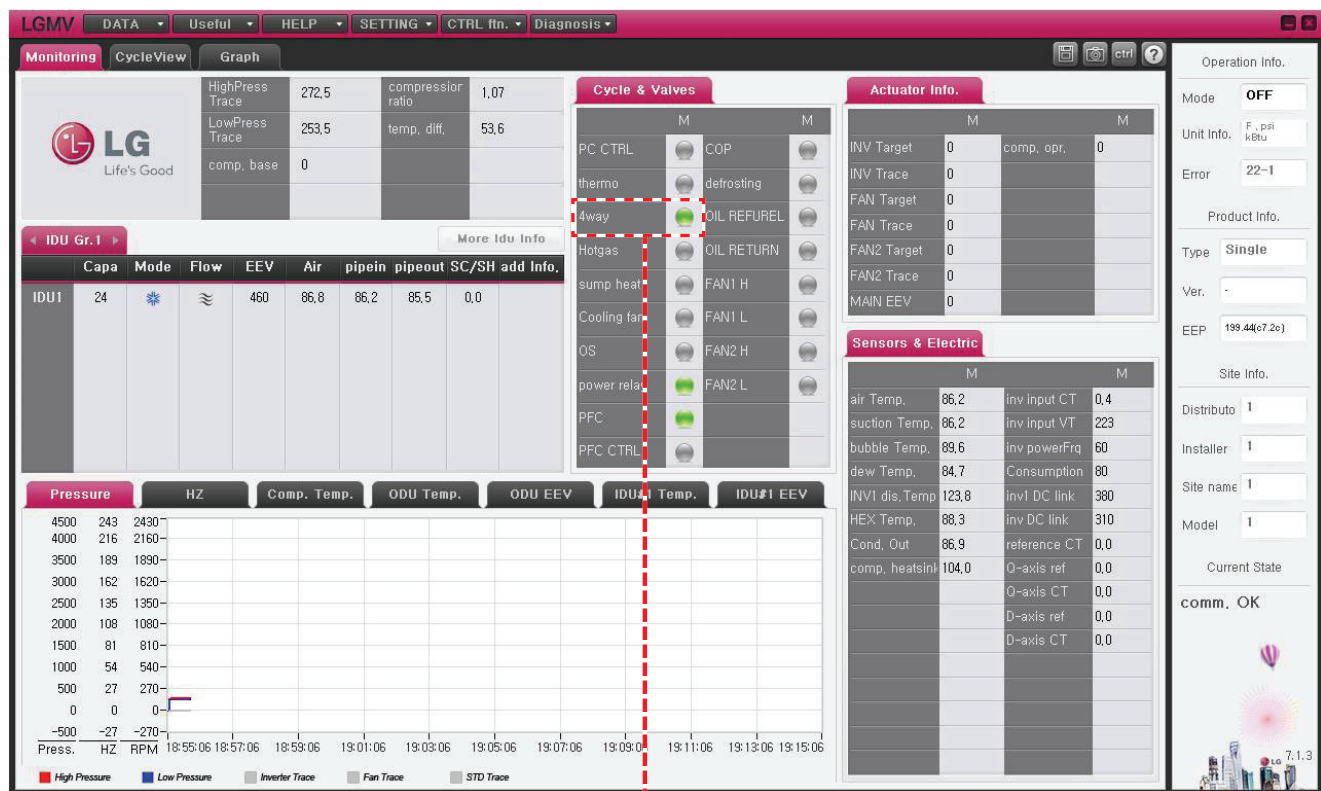 LGMV DATA Useful HELP SETTING CTRL ftn. Diagnosis
Monitoring CycleView Graph ctrl ?
LG
Life's Good
HighPress Trace 272,5 compression ratio 1,07
LowPress Trace 253,5 temp, diff, 53,6
comp, base 0
IDU Gr.1 More Idu Info
Capa Mode Flow EEV Air pipein pipeout SC/SH add Info,
IDU1 24 460 86,8 86,2 85,5 0,0
Cycle & Valves
M M
PC CTRL COP
thermo defrosting
4way OIL REFUREL
Hotgas OIL RETURN
sump heat FAN1 H
Cooling fan FAN1 L
OS FAN2 H
power relay FAN2 L
PFC
PFC CTRL
Actuator Info.
M M
INV Target 0 comp, opr, 0
INV Trace 0
FAN Target 0
FAN Trace 0
FAN2 Target 0
FAN2 Trace 0
MAIN EEV 0
Sensors & Electric
M M
air Temp, 86,2 inv input CT 0,4
suction Temp, 86,2 inv input VT 223
bubble Temp, 89,6 inv powerFrq 60
dew Temp, 84,7 Consumption 80
INV1 dis,Temp 123,8 inv1 DC link 380
HEX Temp, 88,3 inv DC link 310
Cond, Out 86,9 reference CT 0,0
comp, heatsink 104,0 Q-axis ref 0,0
Q-axis CT 0,0
D-axis ref 0,0
D-axis CT 0,0
Pressure HZ Comp. Temp. ODU Temp. ODU EEV IDU#1 Temp. IDU#1 EEV
4500 243 2430
4000 216 2160
3500 189 1890
3000 162 1620
2500 135 1350
2000 108 1080
1500 81 810
1000 54 540
500 27 270
0 0 0
-500 -27 -270
Press. HZ RPM 18:55:06 18:57:06 18:59:06 19:01:06 19:03:06 19:05:06 19:07:06 19:09:0 19:11:06 19:13:06 19:15:06
High Pressure Low Pressure Inverter Trace Fan Trace STD Trace
Operation Info.
Mode OFF
Unit Info. F , psi kBtu
Error 22-1
Product Info.
Type Single
Ver. -
EEP 199.44(c7.2c)
Site Info.
Distributo 1
Installer 1
Site name 1
Model 1
Current State
comm, OK
LG 7.1.3